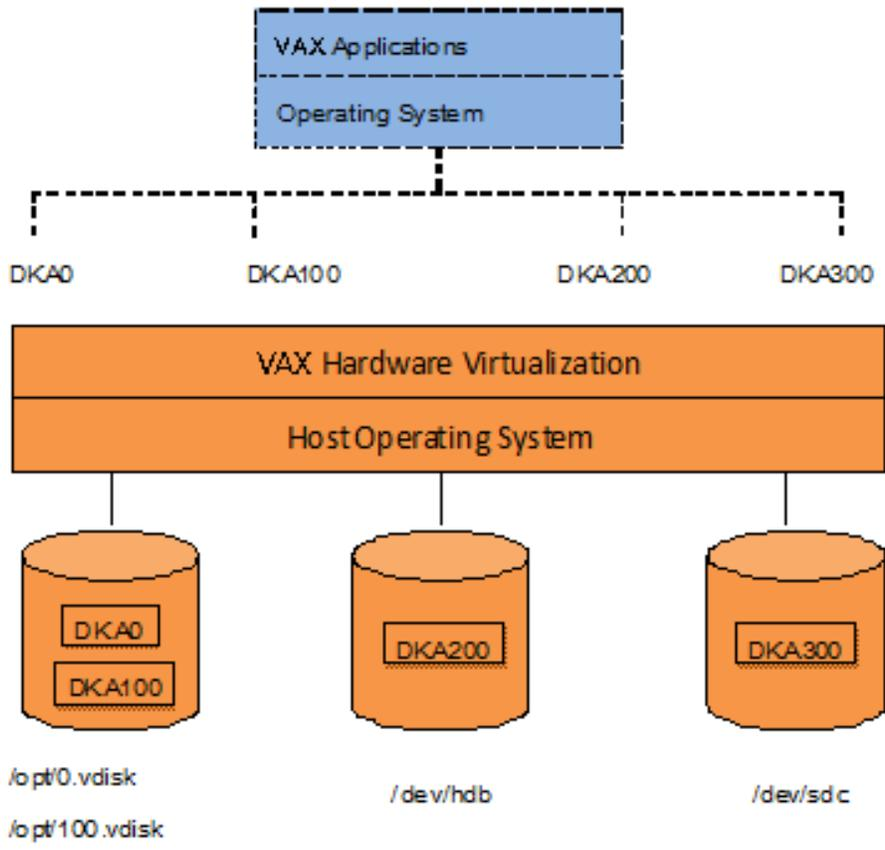 VAX Applications
Operating System
DKA0 DKA100 DKA200 DKA300
VAX Hardware Virtualization
Host Operating System
DKA0
DKA100
DKA200
DKA300
/opt/0.vdisk
/opt/100.vdisk
/dev/hdb
/dev/sdc